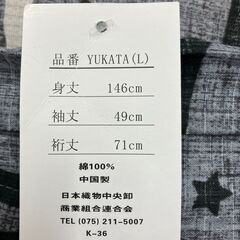 品番 YUKATA(L)
身丈 146cm
袖丈 49cm
裄丈 71cm
綿100%
中国製
日本織物中央卸
商業組合連合会
TEL (075) 211-5007
K-36